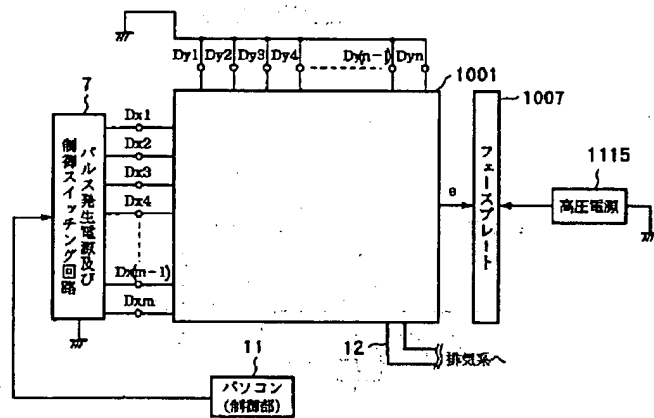 Dy1 Dy2 Dy3 Dy4 Dy(n-1) Dyn
1001
1007
7
Dx1
Dx2
Dx3
Dx4
Dx(m-1)
Dxm
パルス発生電源及び
制御スイッチング回路
e
フェースプレート
1115
高圧電源
12
排気系へ
11
パソコン
(制御部)